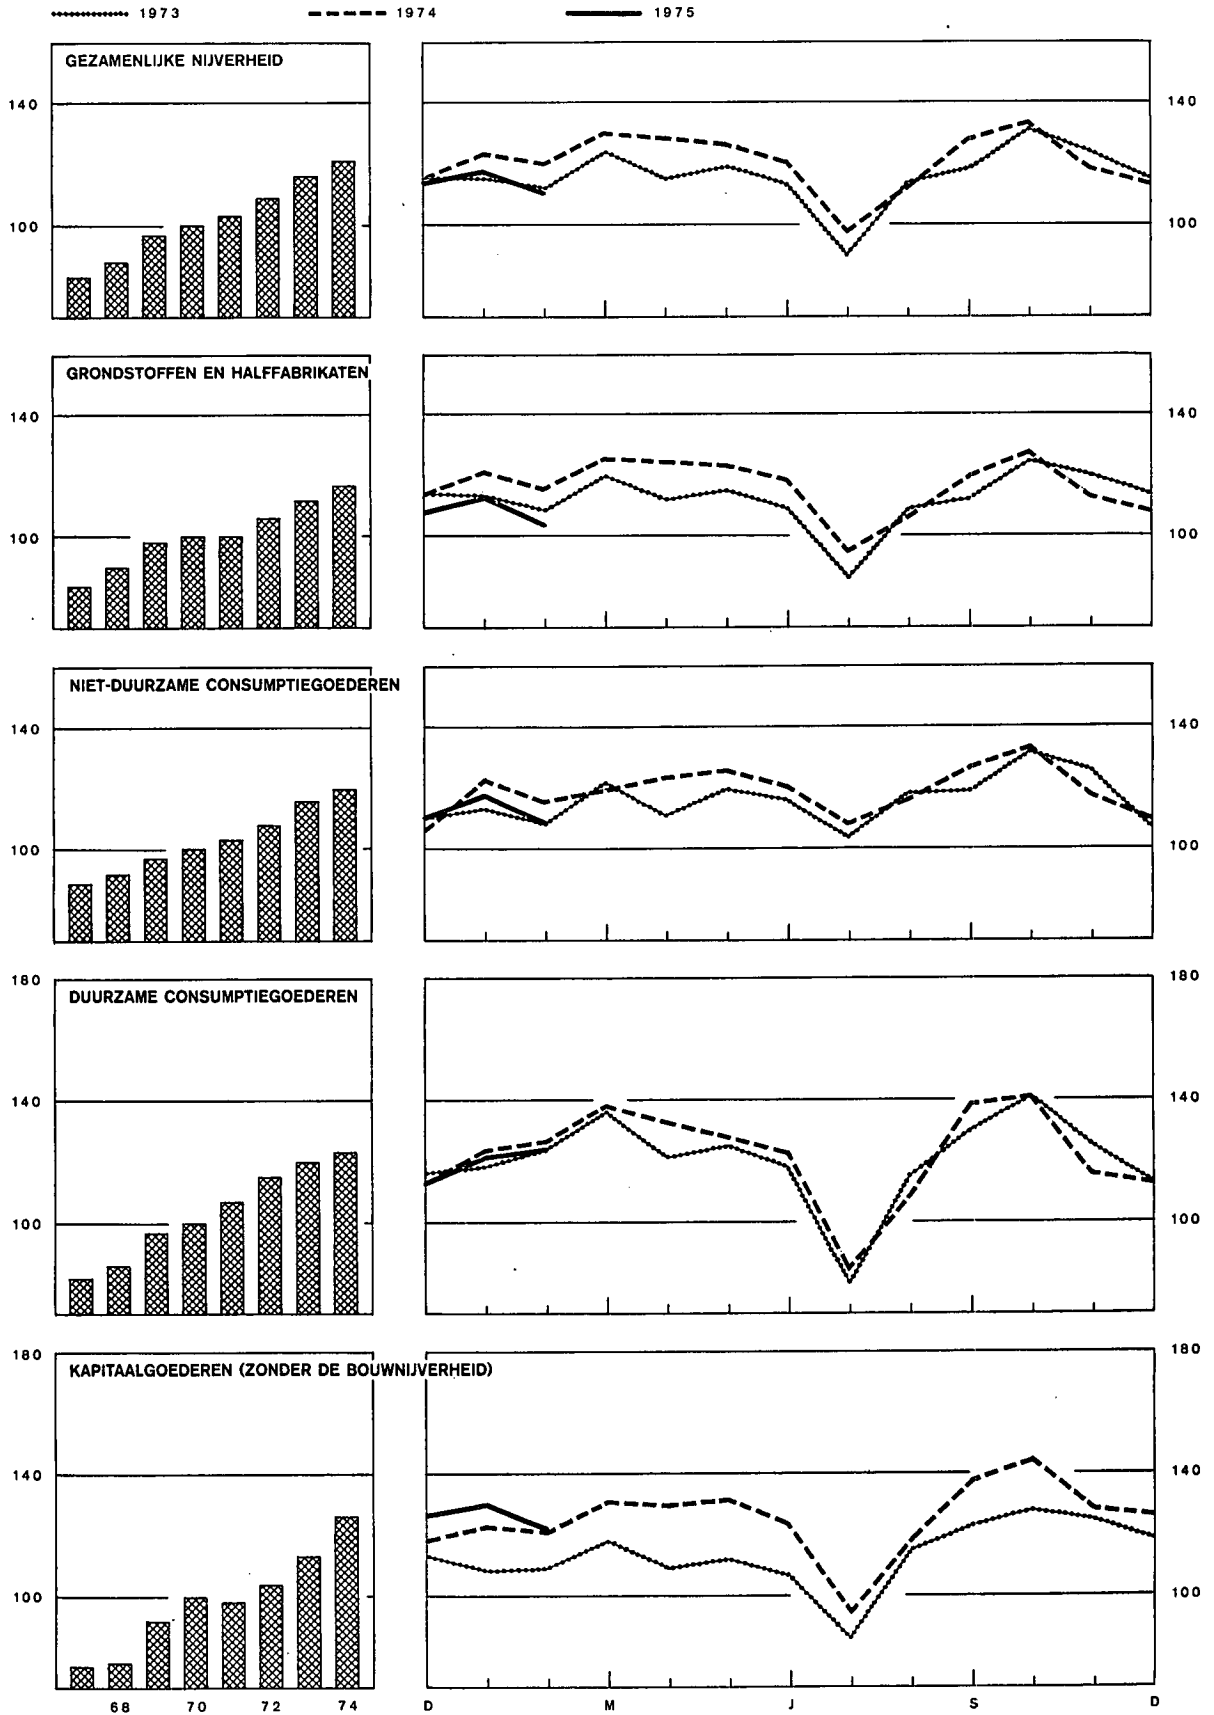 1973 1974 1975
GEZAMENLIJKE NIJVERHEID
140 140
100 100
GRONDSTOFFEN EN HALFFABRIKATEN
140 140
100 100
NIET-DUURZAME CONSUMPTIEGOEDEREN
140 140
100 100
180 180
DUURZAME CONSUMPTIEGOEDEREN
140 140
100 100
180 180
KAPITAALGOEDEREN (ZONDER DE BOUWNIJVERHEID)
140 140
100 100
68 70 72 74 D M J S D